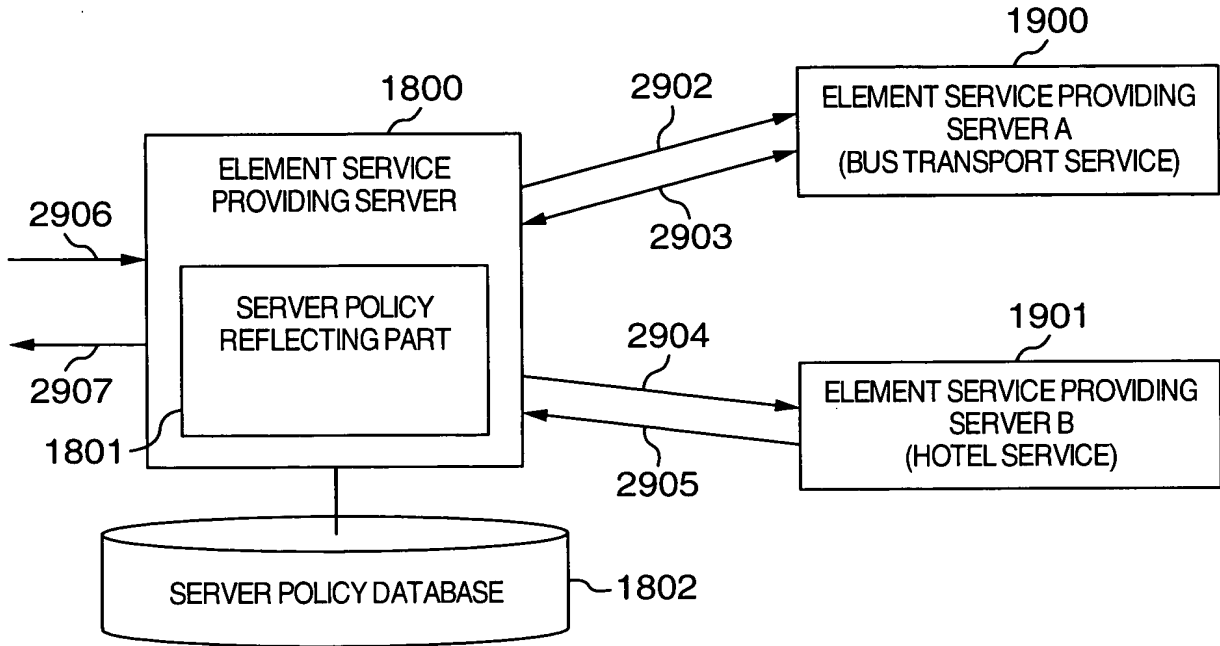 1900
1800
2902
ELEMENT SERVICE PROVIDING
SERVER A
(BUS TRANSPORT SERVICE)
ELEMENT SERVICE
PROVIDING SERVER
2906
2903
SERVER POLICY
REFLECTING PART
2904
1901
2907
ELEMENT SERVICE PROVIDING
SERVER B
(HOTEL SERVICE)
1801
2905
SERVER POLICY DATABASE
1802